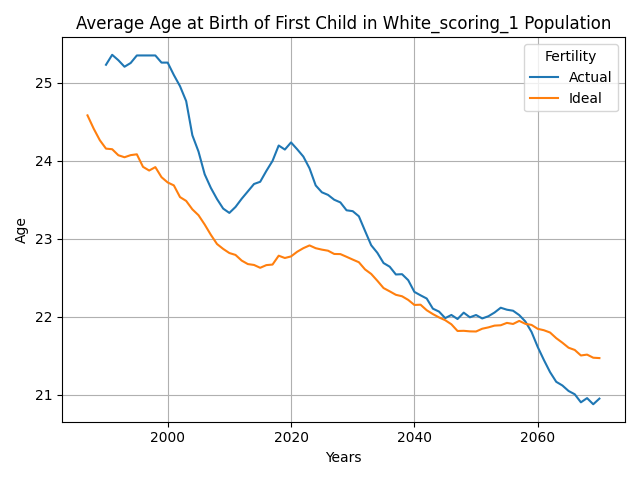 Average Age at Birth of First Child in White_scoring_1 Population
Fertility
Actual
Ideal
Age
25
24
23
22
21
2000
2020
2040
2060
Years